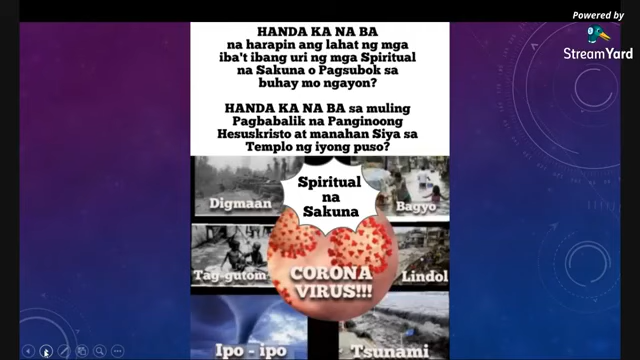 Powered by
StreamYard
HANDA KA NA BA
na harapin ang lahat ng mga
iba't ibang uri ng mga Spiritual
na Sakuna o Pagsubok sa
buhay mo ngayon?
HANDA KA NA BA sa muling
Pagbabalik na Panginoong
Hesuskristo at manahan Siya sa
Templo ng iyong puso?
Spiritual
na
Sakuna
Digmaan
Bagyo
Tag-gutom
CORONA
VIRUS!!!
Lindol
Ipo - ipo
Tsunami